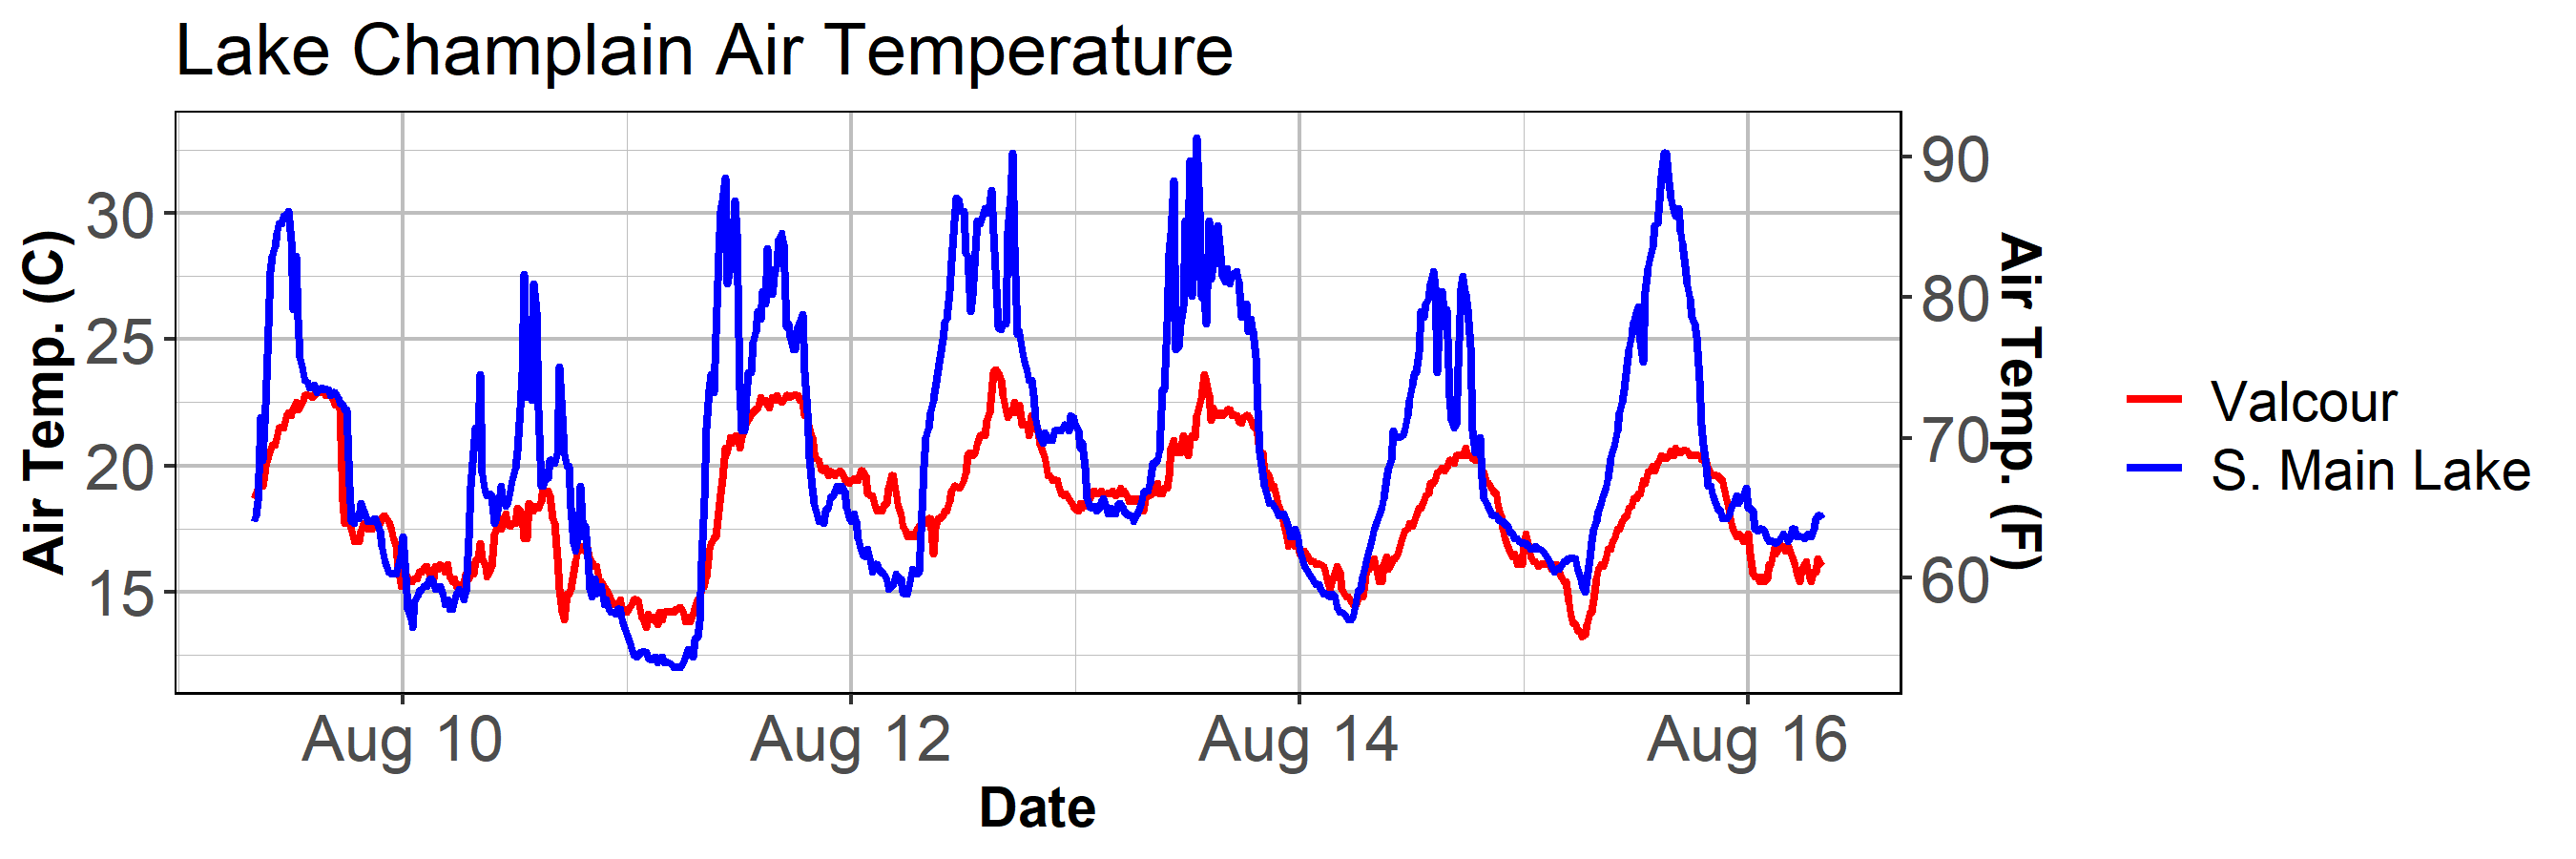 Lake Champlain Air Temperature
Air Temp. (C)
30
25
20
15
90
80
70
60
Air Temp. (F)
Aug 10
Aug 12
Aug 14
Aug 16
Date
Valcour
S. Main Lake